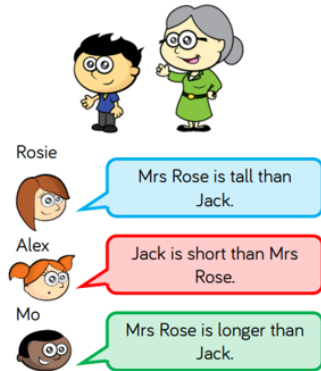 Rosie
Mrs Rose is tall than
Jack.
Alex
Jack is short than Mrs
Rose.
Mo
Mrs Rose is longer than
Jack.